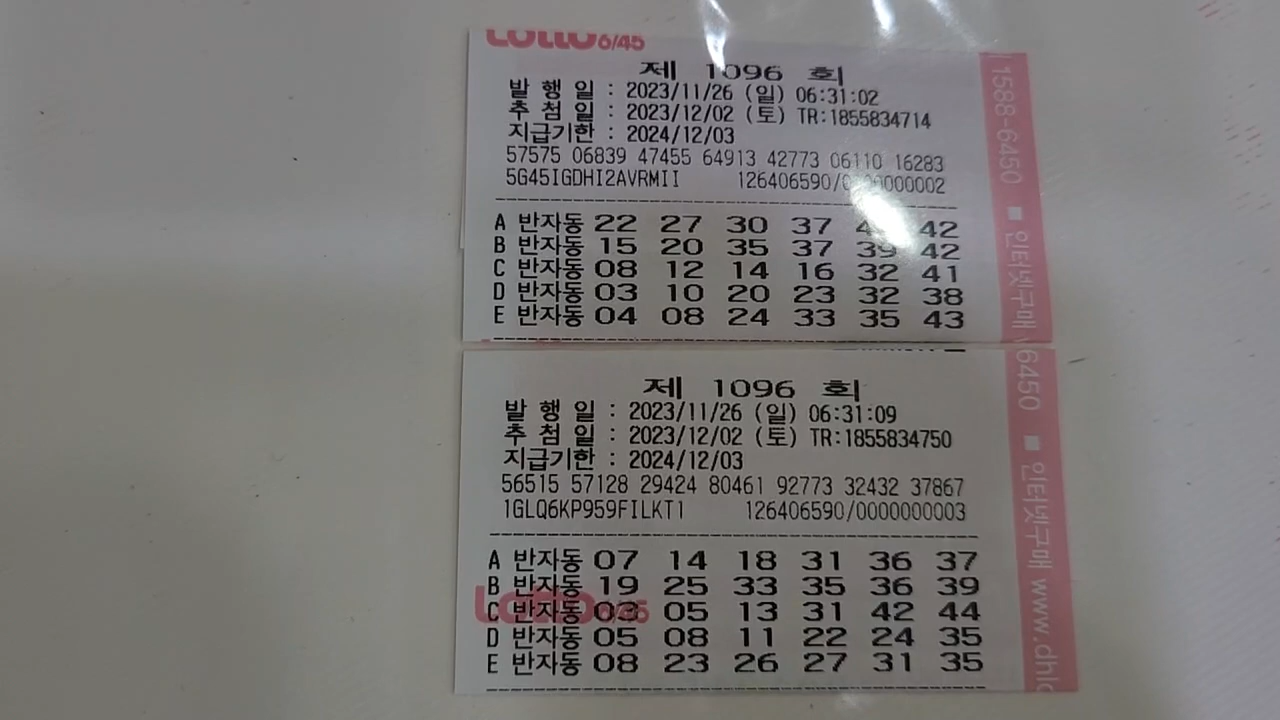 Lotto 6/45
제 1096 회
발 행 일 : 2023/11/26 (일) 06:31:02
추 첨 일 : 2023/12/02 (토) TR:1855834714
지급기한 : 2024/12/03
57575 06839 47455 64913 42773 06110 16283
5G45IGDHI2AVRMII
A 반자동 22 27 30 37 42
B 반자동 15 20 35 37 39 42
C 반자동 08 12 14 16 32 41
D 반자동 03 10 20 23 32 38
E 반자동 04 08 24 33 35 43
1588-6450 ■ 인터넷구매
제 1096 회
발 행 일 : 2023/11/26 (일) 06:31:09
추 첨 일 : 2023/12/02 (토) TR:1855834750
지급기한 : 2024/12/03
56515 57128 29424 80461 92773 32432 37867
1GLQ6KP959FILKT1 126406590/0000000003
A 반자동 07 14 18 31 36 37
B 반자동 19 25 33 35 36 39
C 반자동 03 05 13 31 42 44
D 반자동 05 08 11 22 24 35
E 반자동 08 23 26 27 31 35
Lotto 6/45
6450 ■ 인터넷구매 www.dhlo